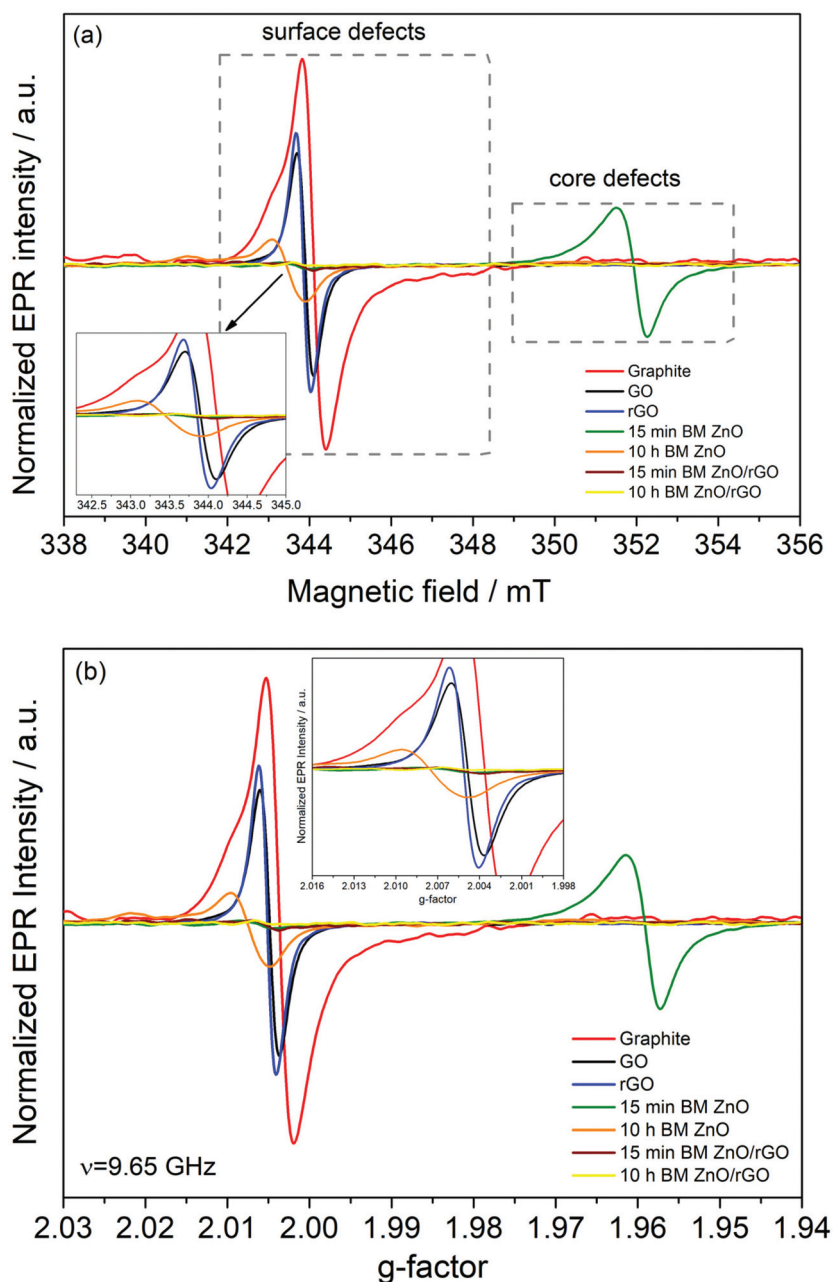 (a)
surface defects
core defects
Normalized EPR intensity / a.u.
Graphite
GO
rGO
15 min BM ZnO
10 h BM ZnO
15 min BM ZnO/rGO
10 h BM ZnO/rGO
342.5 343.0 343.5 344.0 344.5 345.0
338 340 342 344 346 348 350 352 354 356
Magnetic field / mT
(b)
Normalized EPR Intensity / a.u.
Normalized EPR Intensity / a.u.
2.016 2.013 2.010 2.007 2.004 2.001 1.998
g-factor
Graphite
GO
rGO
15 min BM ZnO
10 h BM ZnO
15 min BM ZnO/rGO
10 h BM ZnO/rGO
ν=9.65 GHz
2.03 2.01 2.00 1.99 1.98 1.97 1.96 1.95 1.94
g-factor